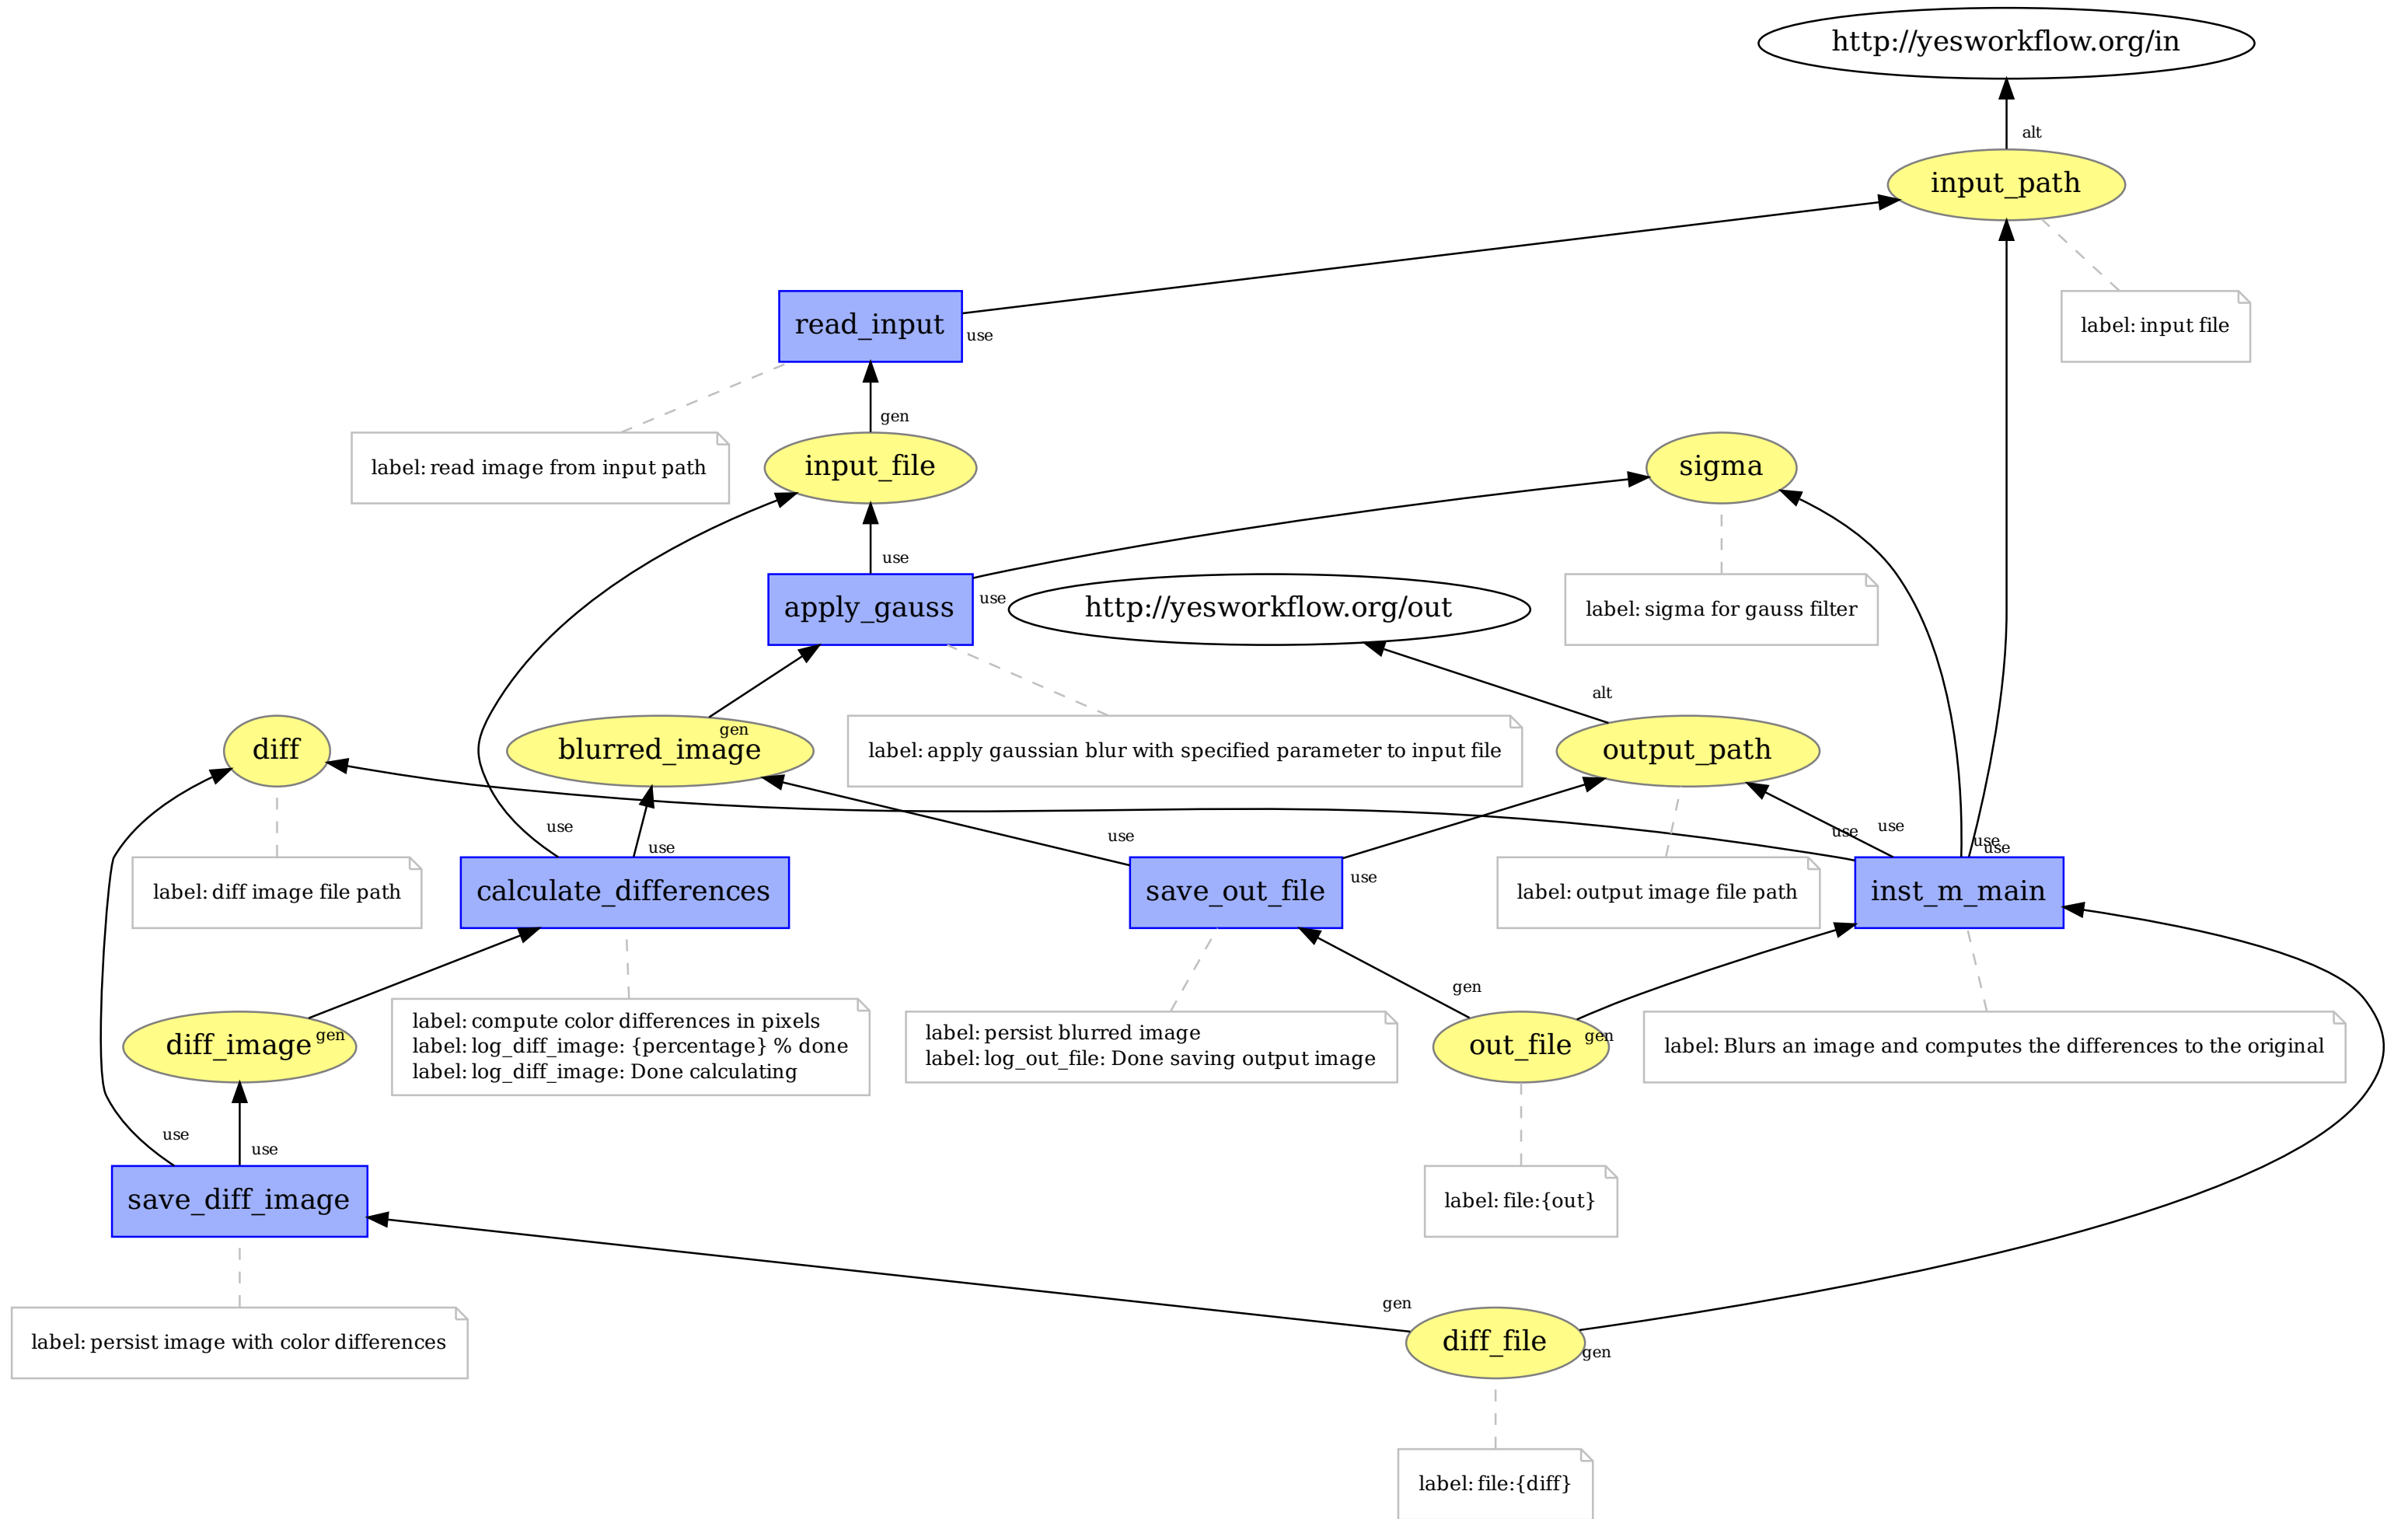 http://yesworkflow.org/in
alt
input_path
read_input
use
label: input file
gen
label: read image from input path
input_file
sigma
use
apply_gauss
use
http://yesworkflow.org/out
label: sigma for gauss filter
alt
diff
blurred_image
gen
label: apply gaussian blur with specified parameter to input file
output_path
use
use
use
use
use
use
use
use
label: diff image file path
calculate_differences
save_out_file
use
label: output image file path
inst_m_main
gen
diff_image
gen
label: compute color differences in pixels
label: log_diff_image: {percentage} % done
label: log_diff_image: Done calculating
label: persist blurred image
label: log_out_file: Done saving output image
out_file
gen
label: Blurs an image and computes the differences to the original
use
use
save_diff_image
label: file:{out}
gen
label: persist image with color differences
diff_file
gen
label: file:{diff}